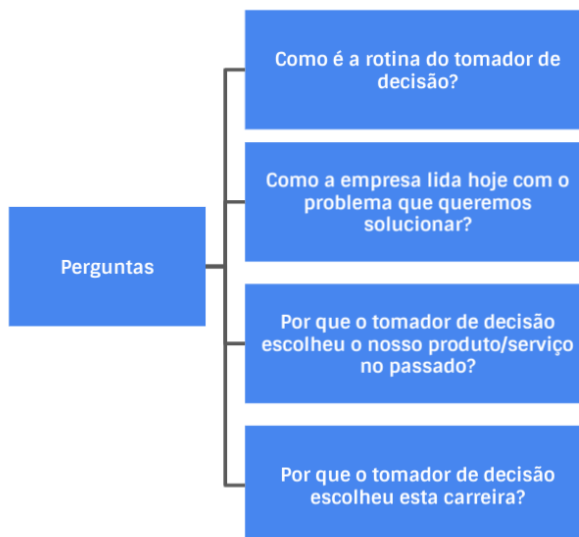 Como é a rotina do tomador de
decisão?
Como a empresa lida hoje com o
problema que queremos
solucionar?
Perguntas
Por que o tomador de decisão
escolheu o nosso produto/serviço
no passado?
Por que o tomador de decisão
escolheu esta carreira?